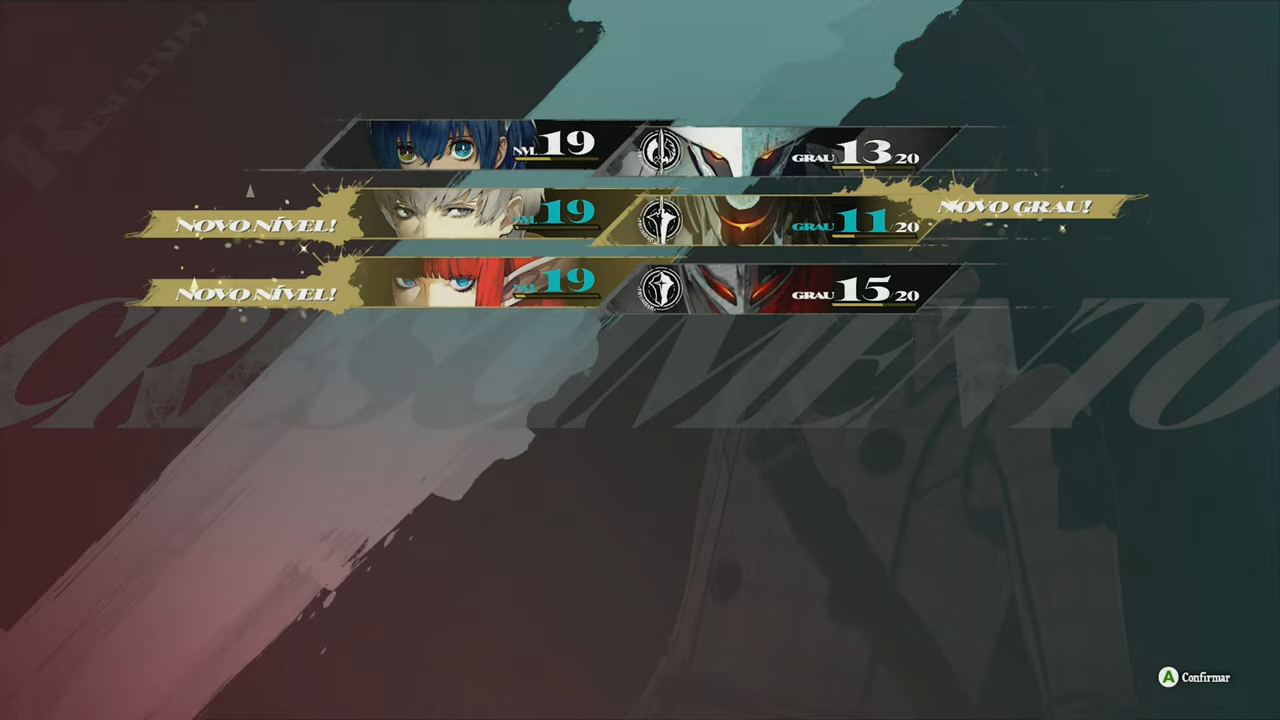 RESULTADO
NVL 19 GRAU 13/20
NOVO NÍVEL! NVL 19 GRAU 11/20 NOVO GRAU!
NOVO NÍVEL! NVL 19 GRAU 15/20
CRESCIMENTO
A Confirmar